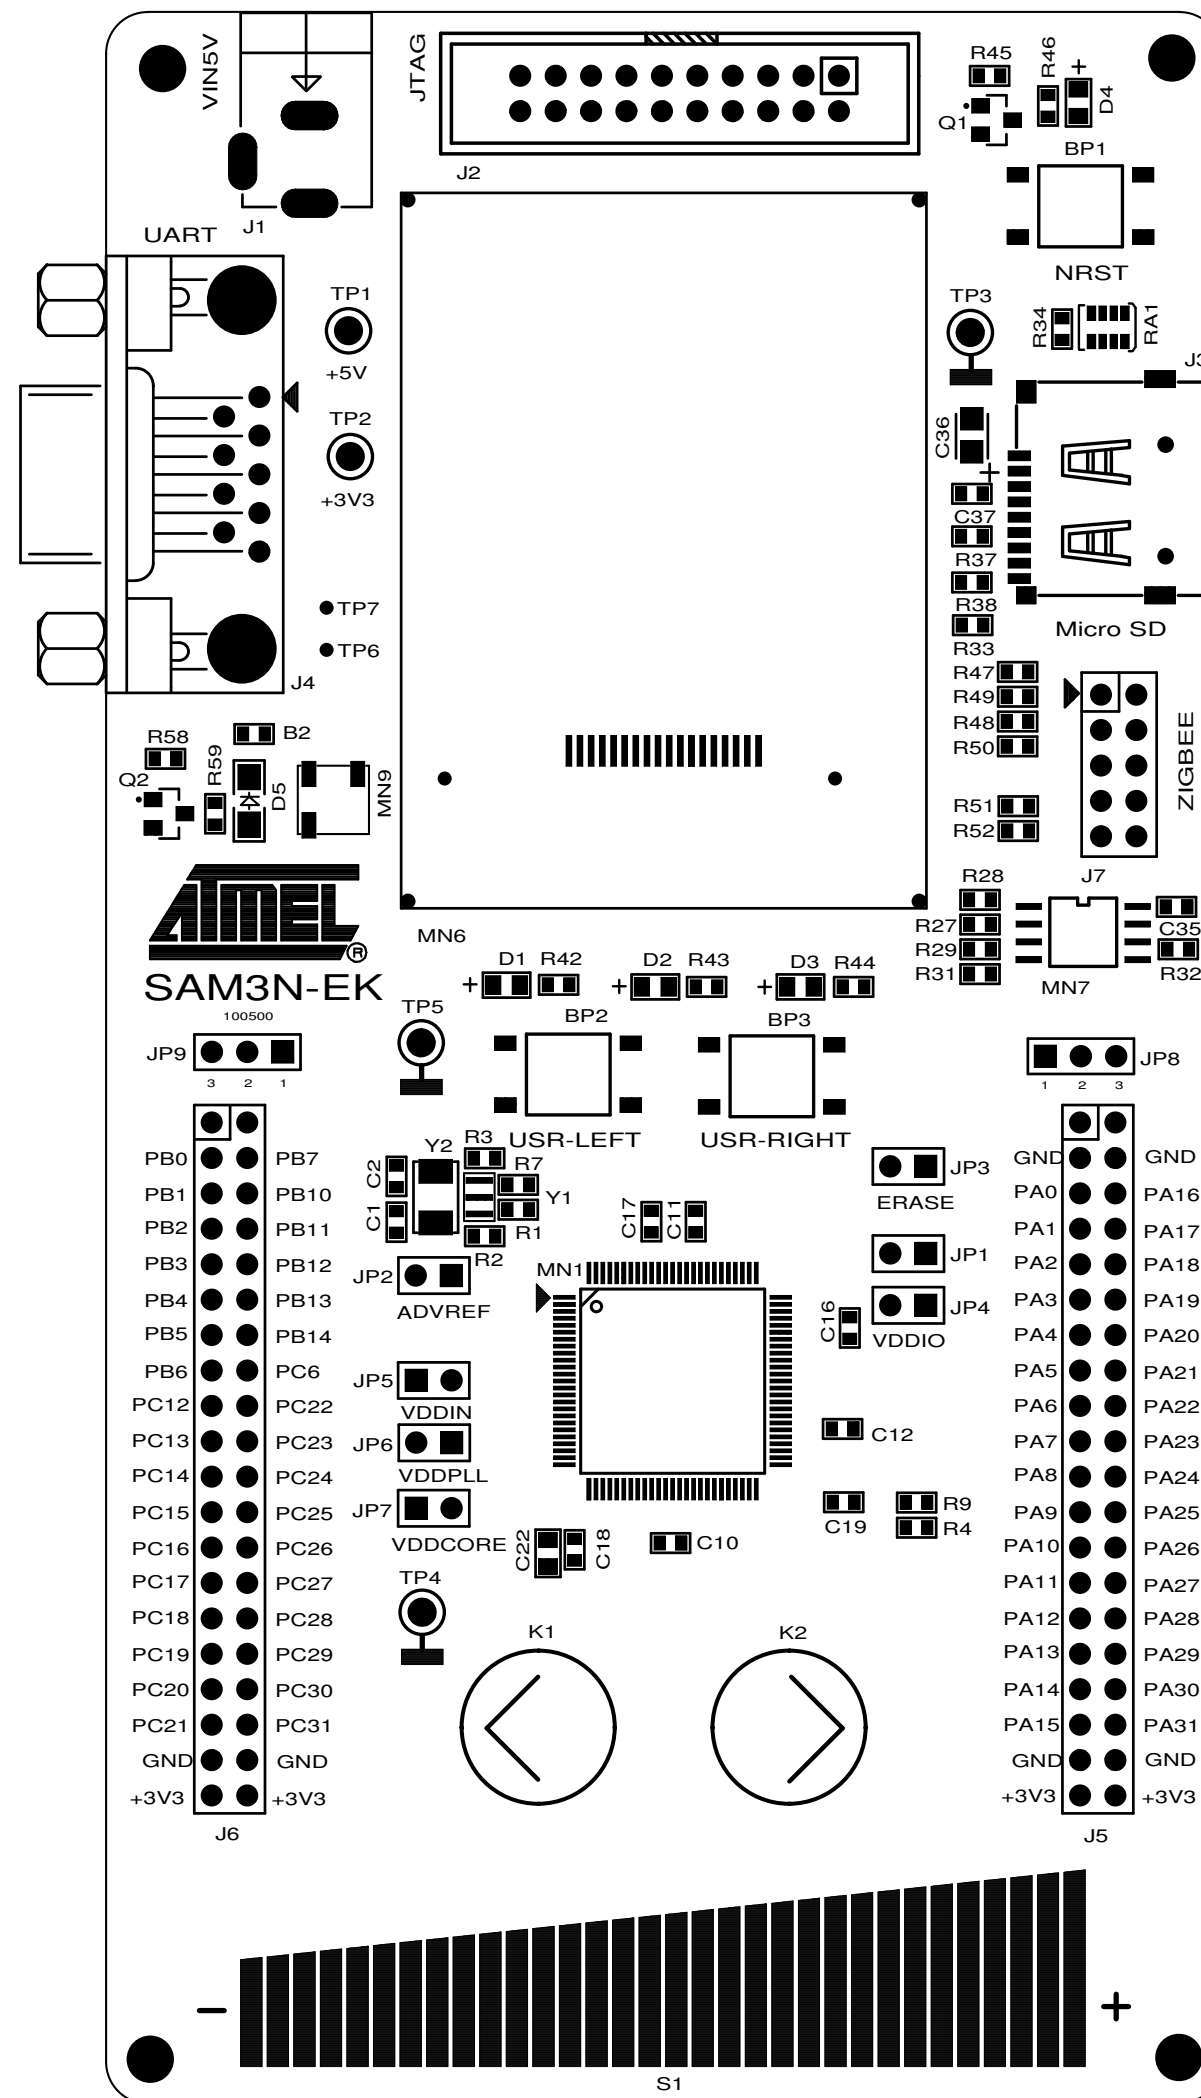 VIN5V
JTAG
R45
R46
+
D4
Q1
BP1
J2
J1
UART
NRST
TP1
TP3
R34
RA1
+5V
TP2
C36
+
+3V3
C37
R37
TP7
R38
Micro SD
TP6
R33
J4
R47
R49
R48
R50
ZIGBEE
R58
B2
R59
Q2
D5
MN9
R51
R52
ATMEL
®
R28
J7
MN6
R27
C35
R29
R31
R32
MN7
SAM3N-EK
100500
+ D1 R42
+ D2 R43
+ D3 R44
TP5
BP2
BP3
JP9
3 2 1
JP8
1 2 3
USR-LEFT
USR-RIGHT
PB0 PB7
PB1 PB10
PB2 PB11
PB3 PB12
PB4 PB13
PB5 PB14
PB6 PC6
PC12 PC22
PC13 PC23
PC14 PC24
PC15 PC25
PC16 PC26
PC17 PC27
PC18 PC28
PC19 PC29
PC20 PC30
PC21 PC31
GND GND
+3V3 +3V3
J6
C2
Y2
R3
R7
Y1
C1
R1
R2
JP2
ADVREF
JP5
VDDIN
JP6
VDDPLL
JP7
VDDCORE
TP4
C17
C11
MN1
C16
C12
C19
C22
C18
C10
R9
R4
JP3
ERASE
JP1
JP4
VDDIO
K1
K2
GND GND
PA0 PA16
PA1 PA17
PA2 PA18
PA3 PA19
PA4 PA20
PA5 PA21
PA6 PA22
PA7 PA23
PA8 PA24
PA9 PA25
PA10 PA26
PA11 PA27
PA12 PA28
PA13 PA29
PA14 PA30
PA15 PA31
GND GND
+3V3 +3V3
J5
− +
S1